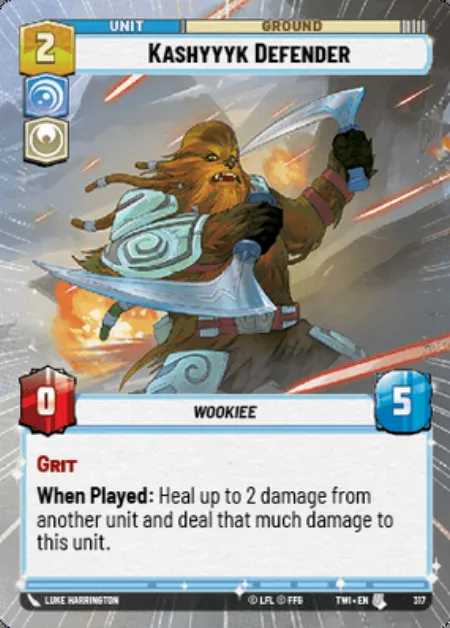 2
UNIT
GROUND
KASHYYYK DEFENDER
0
WOOKIEE
5
GRIT
When Played: Heal up to 2 damage from
another unit and deal that much damage to
this unit.
LUKE HARRINGTON
© LFL © FFG
TWI • EN
317